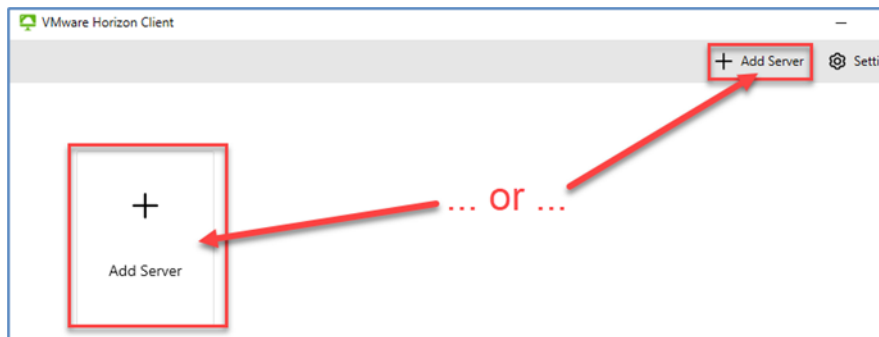 VMware Horizon Client
+ Add Server Setti
... or ...
+
Add Server